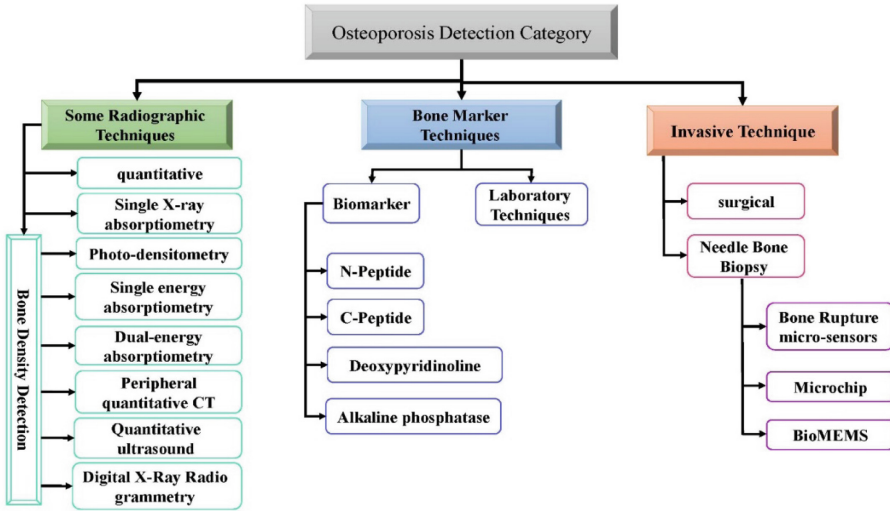 Osteoporosis Detection Category
Some Radiographic
Techniques
quantitative
Single X-ray
absorptiometry
Photo-densitometry
Single energy
absorptiometry
Dual-energy
absorptiometry
Peripheral
quantitative CT
Quantitative
ultrasound
Digital X-Ray Radio
grammetry
Bone Density Detection
Bone Marker
Techniques
Biomarker
Laboratory
Techniques
N-Peptide
C-Peptide
Deoxypyridinoline
Alkaline phosphatase
Invasive Technique
surgical
Needle Bone
Biopsy
Bone Rupture
micro-sensors
Microchip
BioMEMS